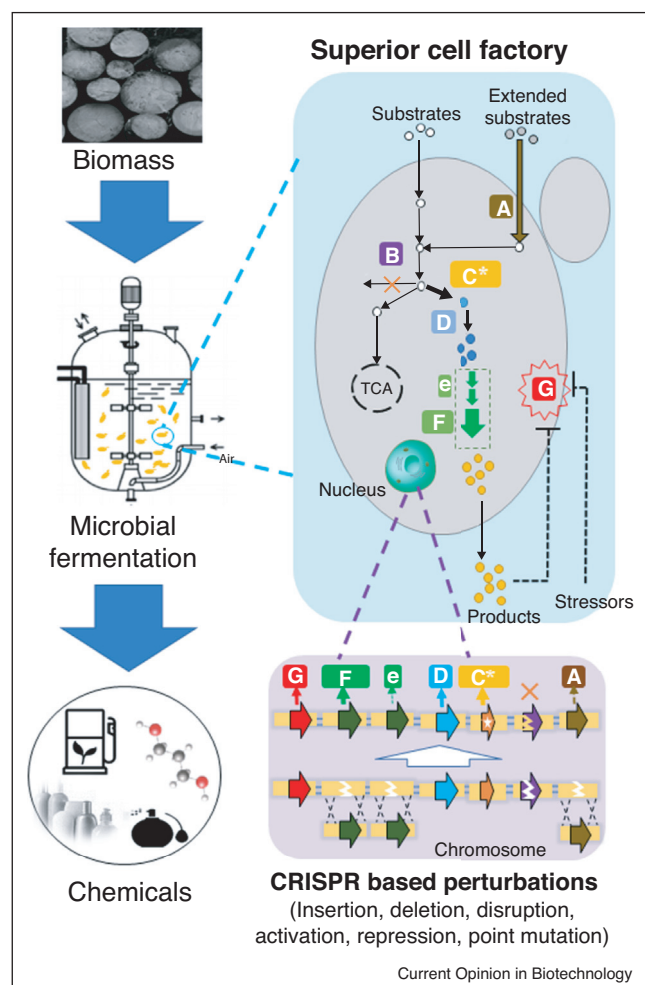 Superior cell factory
Biomass
Substrates
Extended
substrates
A
B
C*
D
TCA
e
F
G
Nucleus
Air
Microbial
fermentation
Products
Stressors
G
F
e
D
C*
A
Chromosome
Chemicals
CRISPR based perturbations
(Insertion, deletion, disruption,
activation, repression, point mutation)
Current Opinion in Biotechnology